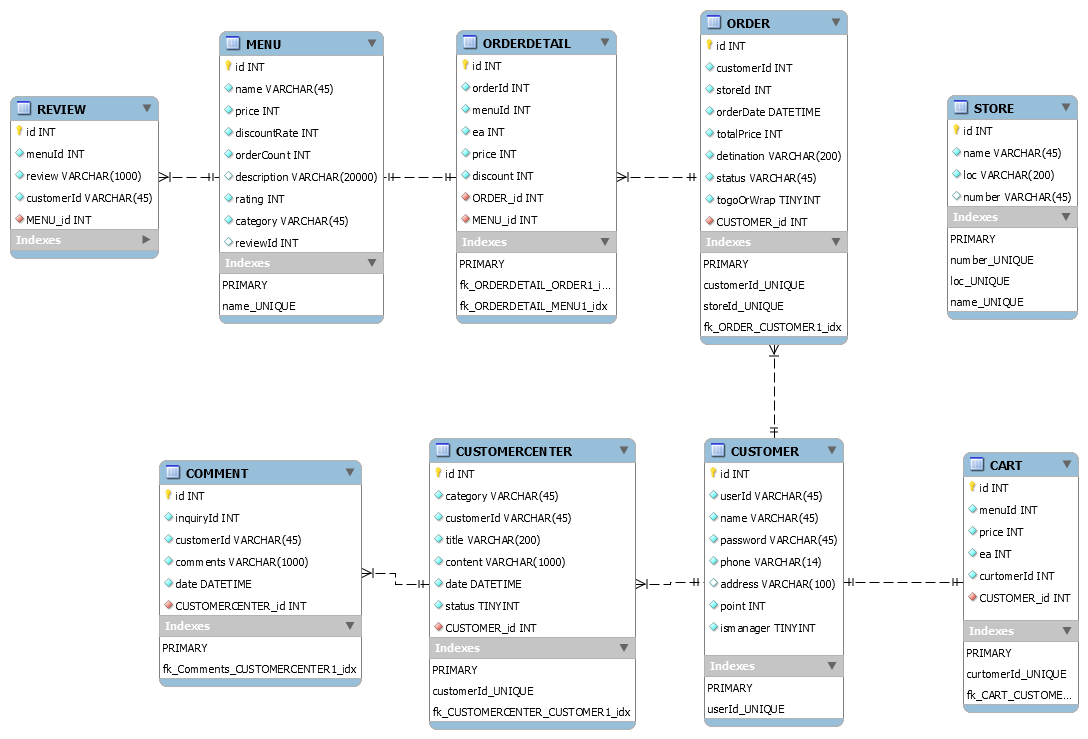 REVIEW
id INT
menuId INT
review VARCHAR(1000)
customerId VARCHAR(45)
MENU_id INT
Indexes
MENU
id INT
name VARCHAR(45)
price INT
discountRate INT
orderCount INT
description VARCHAR(20000)
rating INT
category VARCHAR(45)
reviewId INT
Indexes
PRIMARY
name_UNIQUE
ORDERDETAIL
id INT
orderId INT
menuId INT
ea INT
price INT
discount INT
ORDER_id INT
MENU_id INT
Indexes
PRIMARY
fk_ORDERDETAIL_ORDER1_i...
fk_ORDERDETAIL_MENU1_idx
ORDER
id INT
customerId INT
storeId INT
orderDate DATETIME
totalPrice INT
detination VARCHAR(200)
status VARCHAR(45)
togoOrWrap TINYINT
CUSTOMER_id INT
Indexes
PRIMARY
customerId_UNIQUE
storeId_UNIQUE
fk_ORDER_CUSTOMER1_idx
STORE
id INT
name VARCHAR(45)
loc VARCHAR(200)
number VARCHAR(45)
Indexes
PRIMARY
number_UNIQUE
loc_UNIQUE
name_UNIQUE
COMMENT
id INT
inquiryId INT
customerId VARCHAR(45)
comments VARCHAR(1000)
date DATETIME
CUSTOMERCENTER_id INT
Indexes
PRIMARY
fk_Comments_CUSTOMERCENTER1_idx
CUSTOMERCENTER
id INT
category VARCHAR(45)
customerId VARCHAR(45)
title VARCHAR(200)
content VARCHAR(1000)
date DATETIME
status TINYINT
CUSTOMER_id INT
Indexes
PRIMARY
customerId_UNIQUE
fk_CUSTOMERCENTER_CUSTOMER1_idx
CUSTOMER
id INT
userId VARCHAR(45)
name VARCHAR(45)
password VARCHAR(45)
phone VARCHAR(14)
address VARCHAR(100)
point INT
ismanager TINYINT
Indexes
PRIMARY
userId_UNIQUE
CART
id INT
menuId INT
price INT
ea INT
curtomerId INT
CUSTOMER_id INT
Indexes
PRIMARY
curtomerId_UNIQUE
fk_CART_CUSTOME...